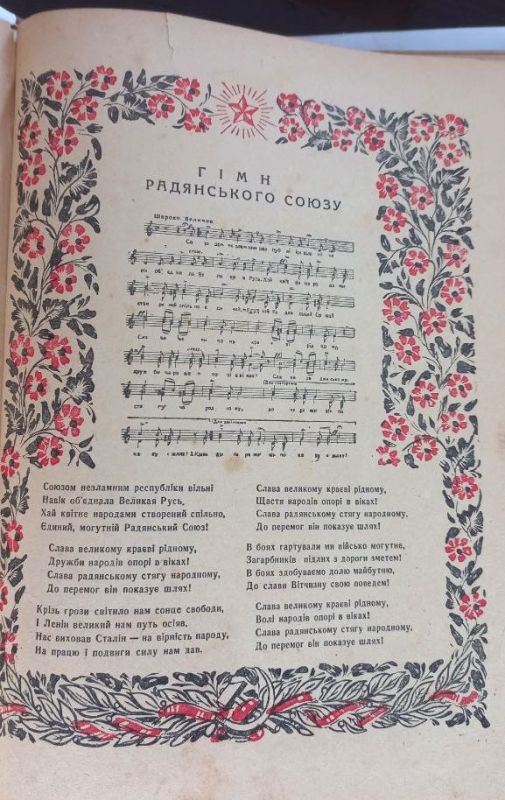 ГІМН
РАДЯНСЬКОГО СОЮЗУ
Широко Велично
Союзом незламним республіки вільні
Навік об'єднала Великая Русь,
Хай квітне народами створений спільно,
Єдиний, могутній Радянський Союз!
Слава великому краєві рідному,
Дружби народів опорі в віках!
Слава радянському стягу народному,
До перемог він показує шлях!
Крізь грози світило нам сонце свободи,
І Ленін великий нам путь осіяв,
Нас виховав Сталін — на вірність народу,
На працю і подвиги силу нам дав.
Слава великому краєві рідному,
Щастя народів опорі в віках!
Слава радянському стягу народному,
До перемог він показує шлях!
В боях гартували ми військо могутнє,
Загарбників підлих з дороги зметем!
В боях здобуваємо долю майбутню,
До слави Вітчизну свою поведем!
Слава великому краєві рідному,
Волі народів опорі в віках!
Слава радянському стягу народному,
До перемог він показує шлях!